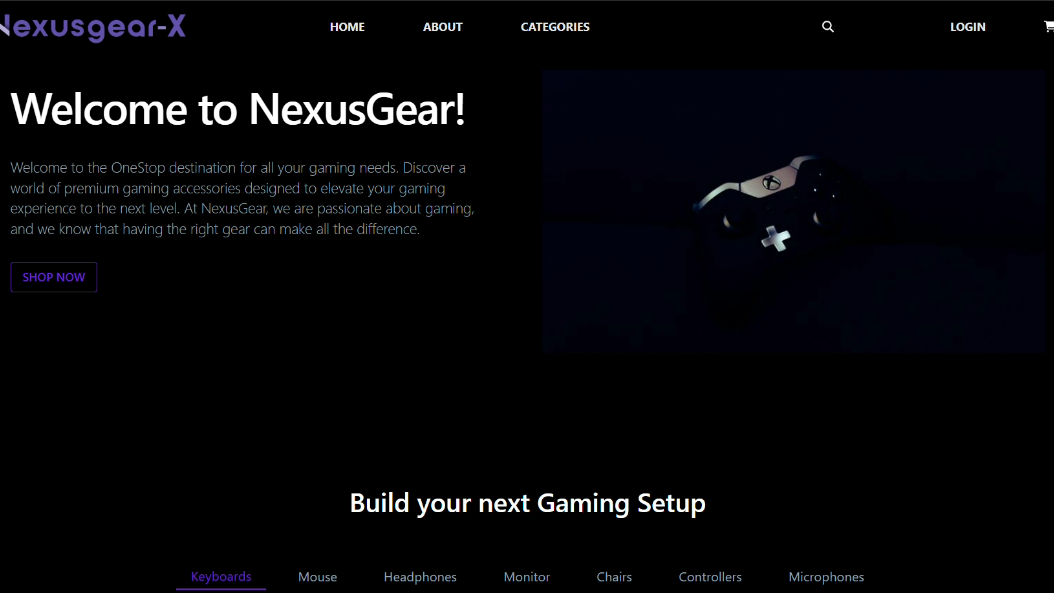 Nexusgear-X
HOME
ABOUT
CATEGORIES
LOGIN
Welcome to NexusGear!
Welcome to the OneStop destination for all your gaming needs. Discover a
world of premium gaming accessories designed to elevate your gaming
experience to the next level. At NexusGear, we are passionate about gaming,
and we know that having the right gear can make all the difference.
SHOP NOW
Build your next Gaming Setup
Keyboards
Mouse
Headphones
Monitor
Chairs
Controllers
Microphones